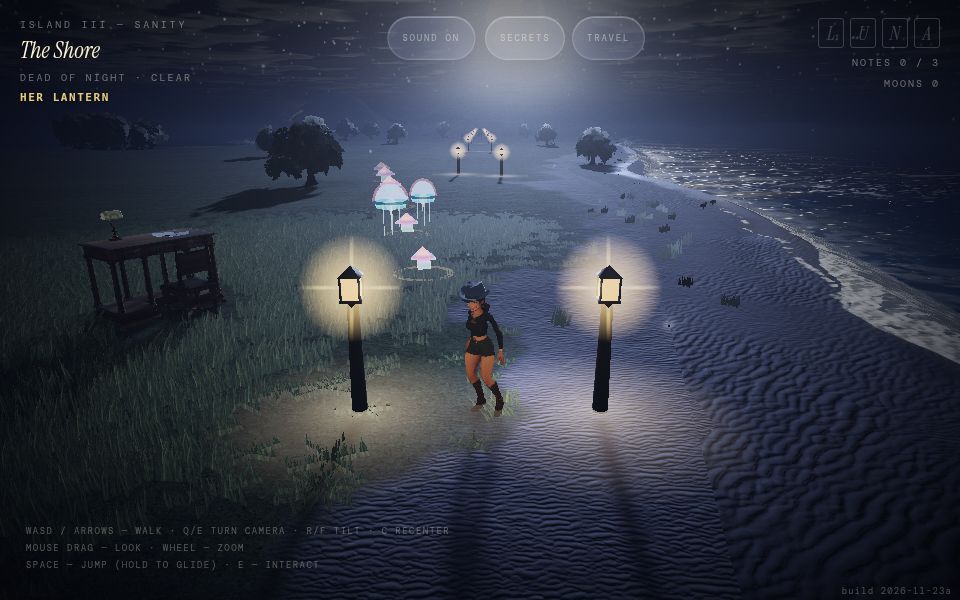 ISLAND III — SANITY
The Shore
DEAD OF NIGHT · CLEAR
HER LANTERN
SOUND ON
SECRETS
TRAVEL
L U N A
NOTES 0 / 3
MOONS 0
WASD / ARROWS — WALK · Q/E TURN CAMERA · R/F TILT · C RECENTER
MOUSE DRAG — LOOK · WHEEL — ZOOM
SPACE — JUMP (HOLD TO GLIDE) · E — INTERACT
build 2026-11-23a